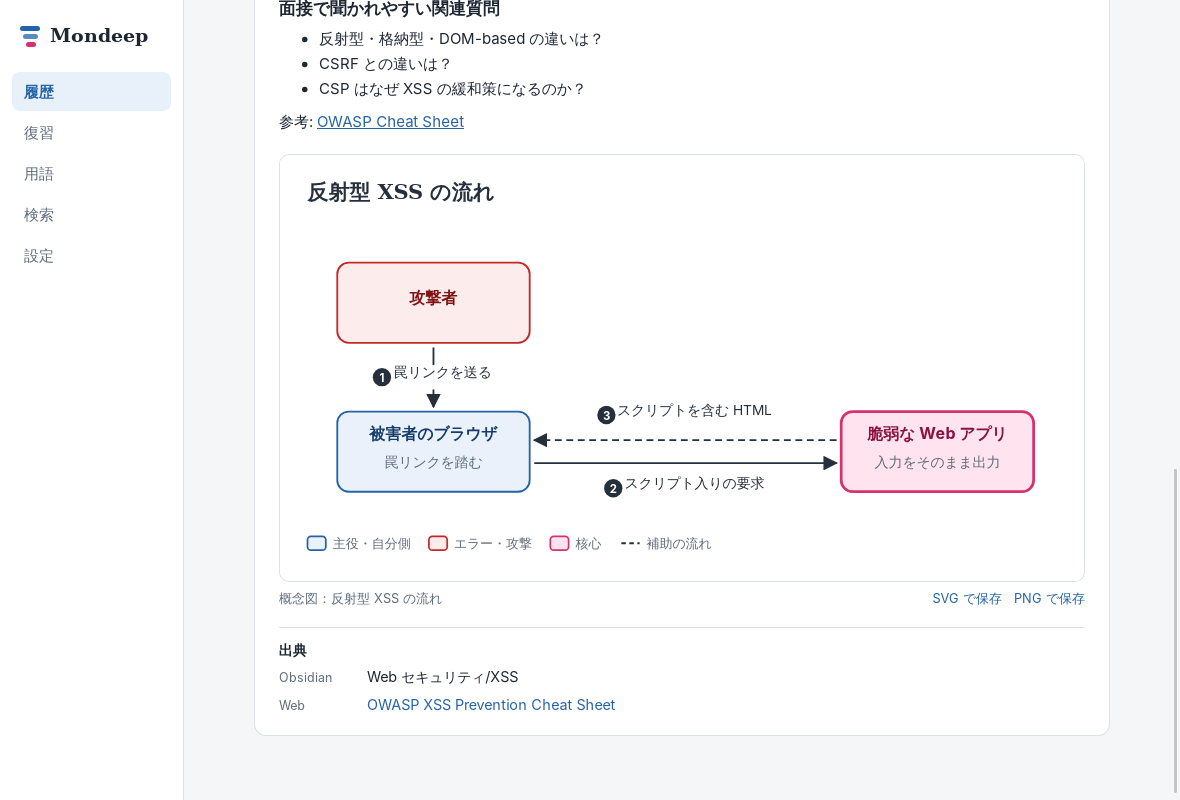 Mondeep
履歴
復習
用語
検索
設定
面接で聞かれやすい関連質問
反射型・格納型・DOM-based の違いは？
CSRF との違いは？
CSP はなぜ XSS の緩和策になるのか？
参考: OWASP Cheat Sheet
反射型 XSS の流れ
攻撃者
1 罠リンクを送る
被害者のブラウザ
罠リンクを踏む
3 スクリプトを含む HTML
2 スクリプト入りの要求
脆弱な Web アプリ
入力をそのまま出力
主役・自分側 エラー・攻撃 核心 補助の流れ
概念図：反射型 XSS の流れ
SVG で保存 PNG で保存
出典
Obsidian Web セキュリティ/XSS
Web OWASP XSS Prevention Cheat Sheet